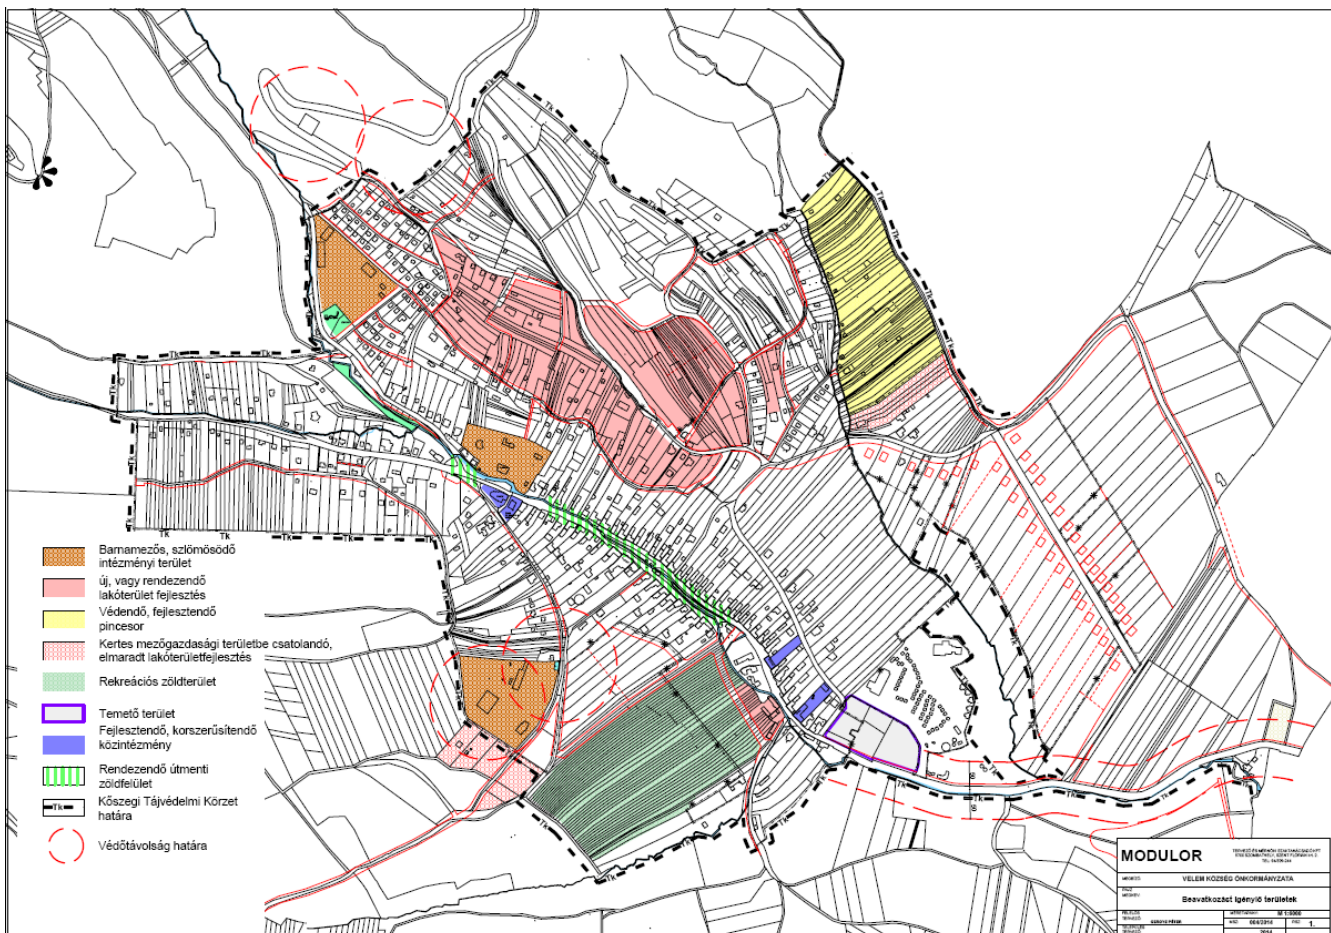 Barnamezős, szlömösödő
intézményi terület
új, vagy rendezendő
lakóterület fejlesztés
Védendő, fejlesztendő
pincesor
Kertes mezőgazdasági területbe csatolandó,
elmaradt lakóterületfejlesztés
Rekreációs zöldterület
Temető terület
Fejlesztendő, korszerűsítendő
közintézmény
Rendezendő útmenti
zöldfelület
Tk
Kőszegi Tájvédelmi Körzet
határa
Védőtávolság határa
MODULOR
VELEM KÖZSÉG ÖNKORMÁNYZATA
Beavatkozást igénylő területek
2014
1.